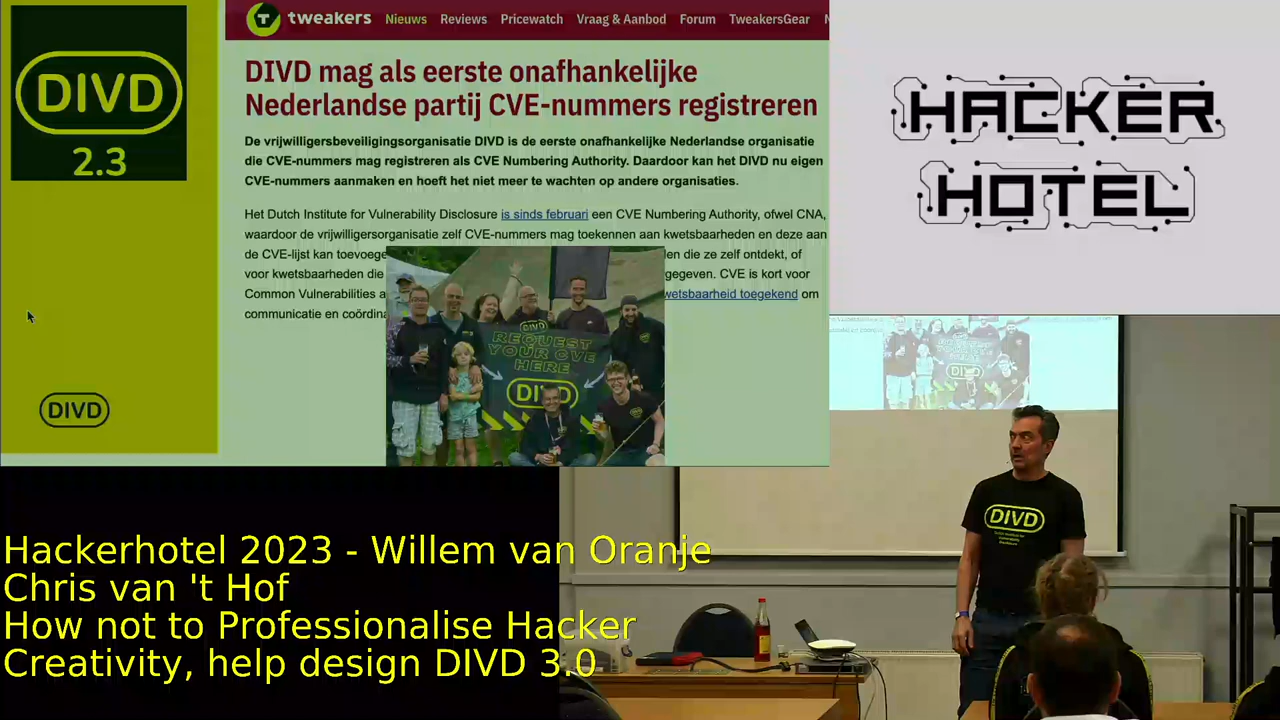 DIVD
2.3
DIVD
tweakers
Nieuws Reviews Pricewatch Vraag & Aanbod Forum TweakersGear
DIVD mag als eerste onafhankelijke
Nederlandse partij CVE-nummers registreren
De vrijwilligersbeveiligingsorganisatie DIVD is de eerste onafhankelijke Nederlandse organisatie
die CVE-nummers mag registreren als CVE Numbering Authority. Daardoor kan het DIVD nu eigen
CVE-nummers aanmaken en hoeft het niet meer te wachten op andere organisaties.
Het Dutch Institute for Vulnerability Disclosure is sinds februari een CVE Numbering Authority, ofwel CNA,
waardoor de vrijwilligersorganisatie zelf CVE-nummers mag toekennen aan kwetsbaarheden en deze aan
de CVE-lijst kan die ze zelf ontdekt, of
voor kwetsbaarheden die CVE is kort voor
Common Vulnerabilities toegekend om
communicatie en
DIVD
REQUEST
YOUR CVE
HERE
DIVD
HACKER
HOTEL
REQUEST
YOUR CVE
HERE
DIVD
DIVD
Hackerhotel 2023 - Willem van Oranje
Chris van 't Hof
How not to Professionalise Hacker
Creativity, help design DIVD 3.0